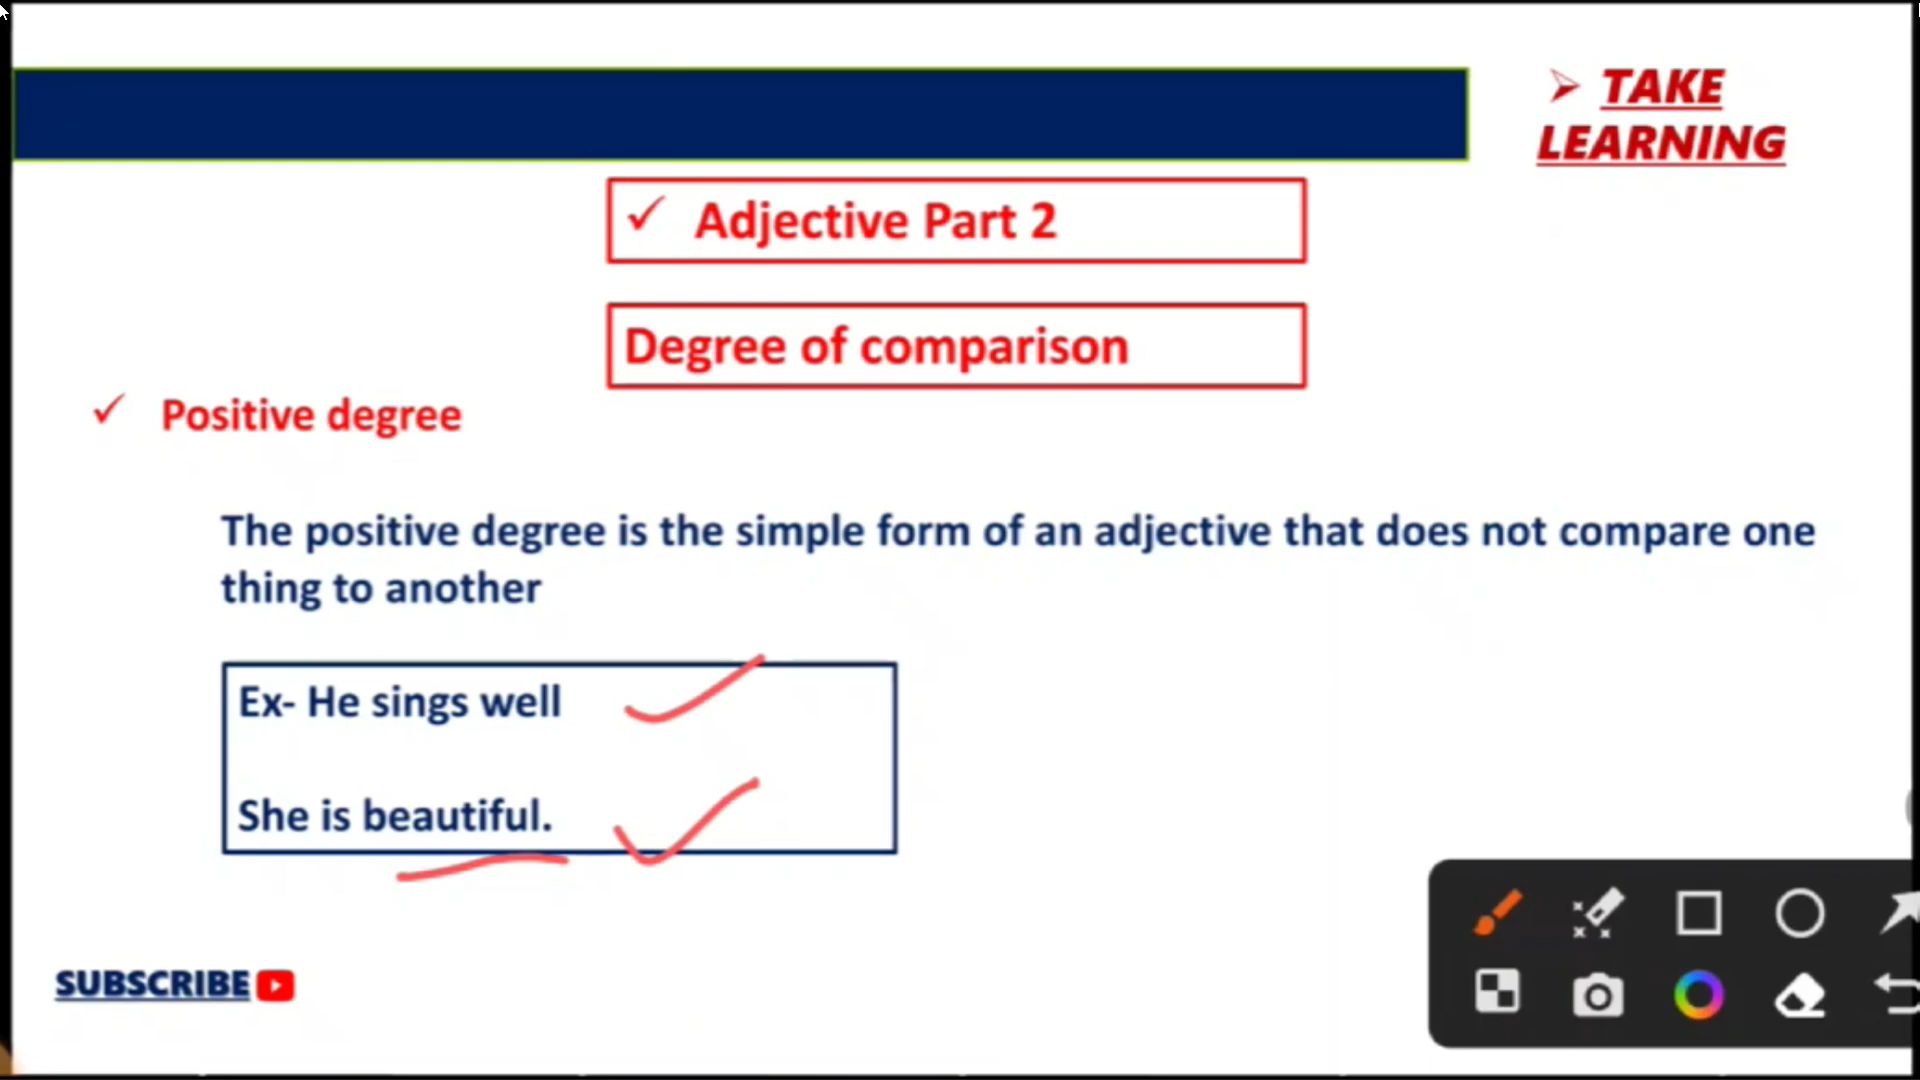 ➢ TAKE
LEARNING
✓ Adjective Part 2
Degree of comparison
✓ Positive degree
The positive degree is the simple form of an adjective that does not compare one
thing to another
Ex- He sings well
She is beautiful.
SUBSCRIBE